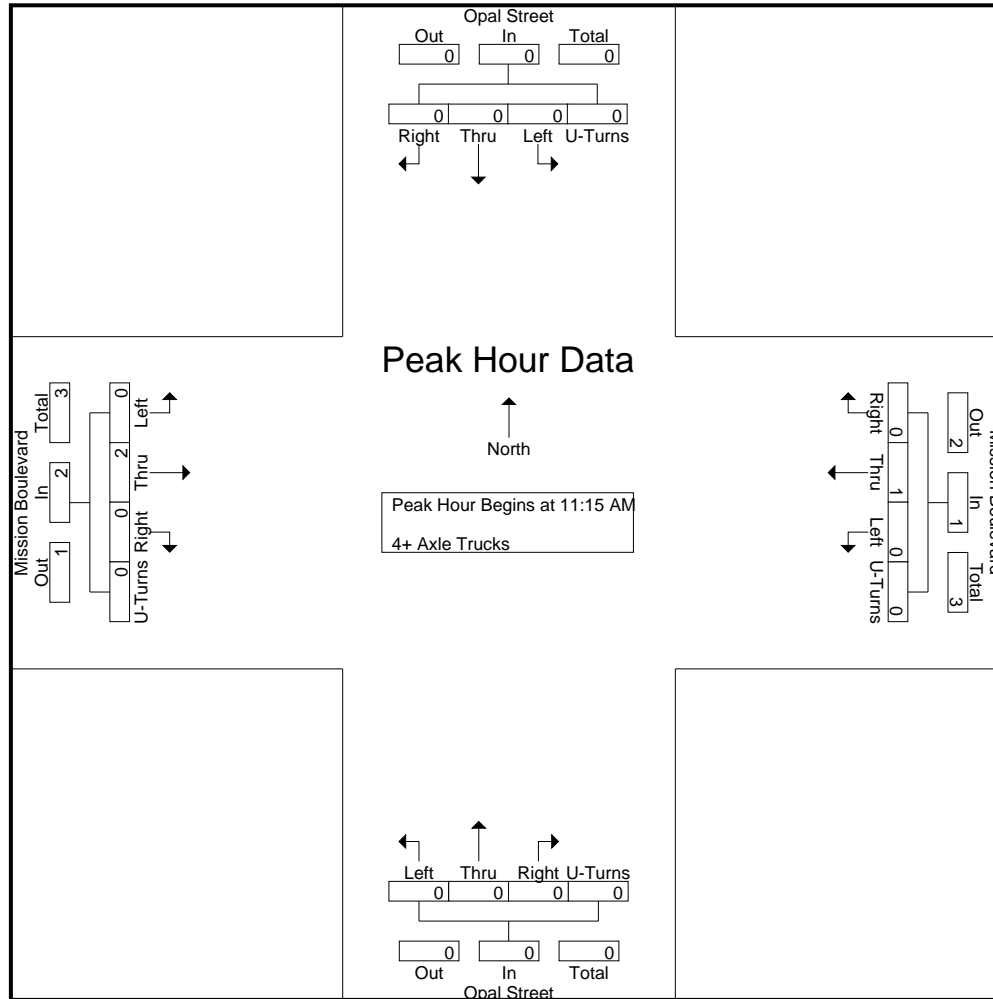 Opal Street
Out In Total
0 0 0
0 0 0 0
Right Thru Left U-Turns
Peak Hour Data
North
Peak Hour Begins at 11:15 AM
4+ Axle Trucks
Mission Boulevard
Out In Total
1 2 3
0 0 2 0
U-Turns Right Thru Left
Mission Boulevard
Out In Total
2 1 3
0 1 0 0
Right Thru Left U-Turns
Left Thru Right U-Turns
0 0 0 0
0 0 0
Out In Total
Opal Street